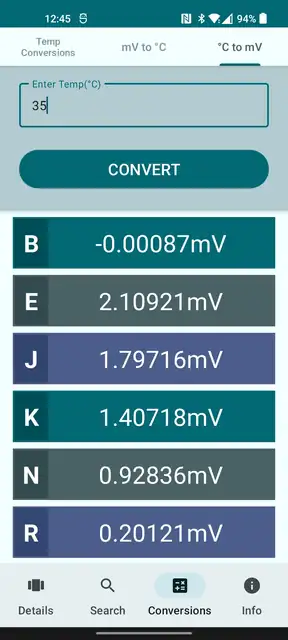 12:45 94%
Temp
Conversions
mV to °C
°C to mV
Enter Temp(°C)
35
CONVERT
B -0.00087mV
E 2.10921mV
J 1.79716mV
K 1.40718mV
N 0.92836mV
R 0.20121mV
Details Search Conversions Info